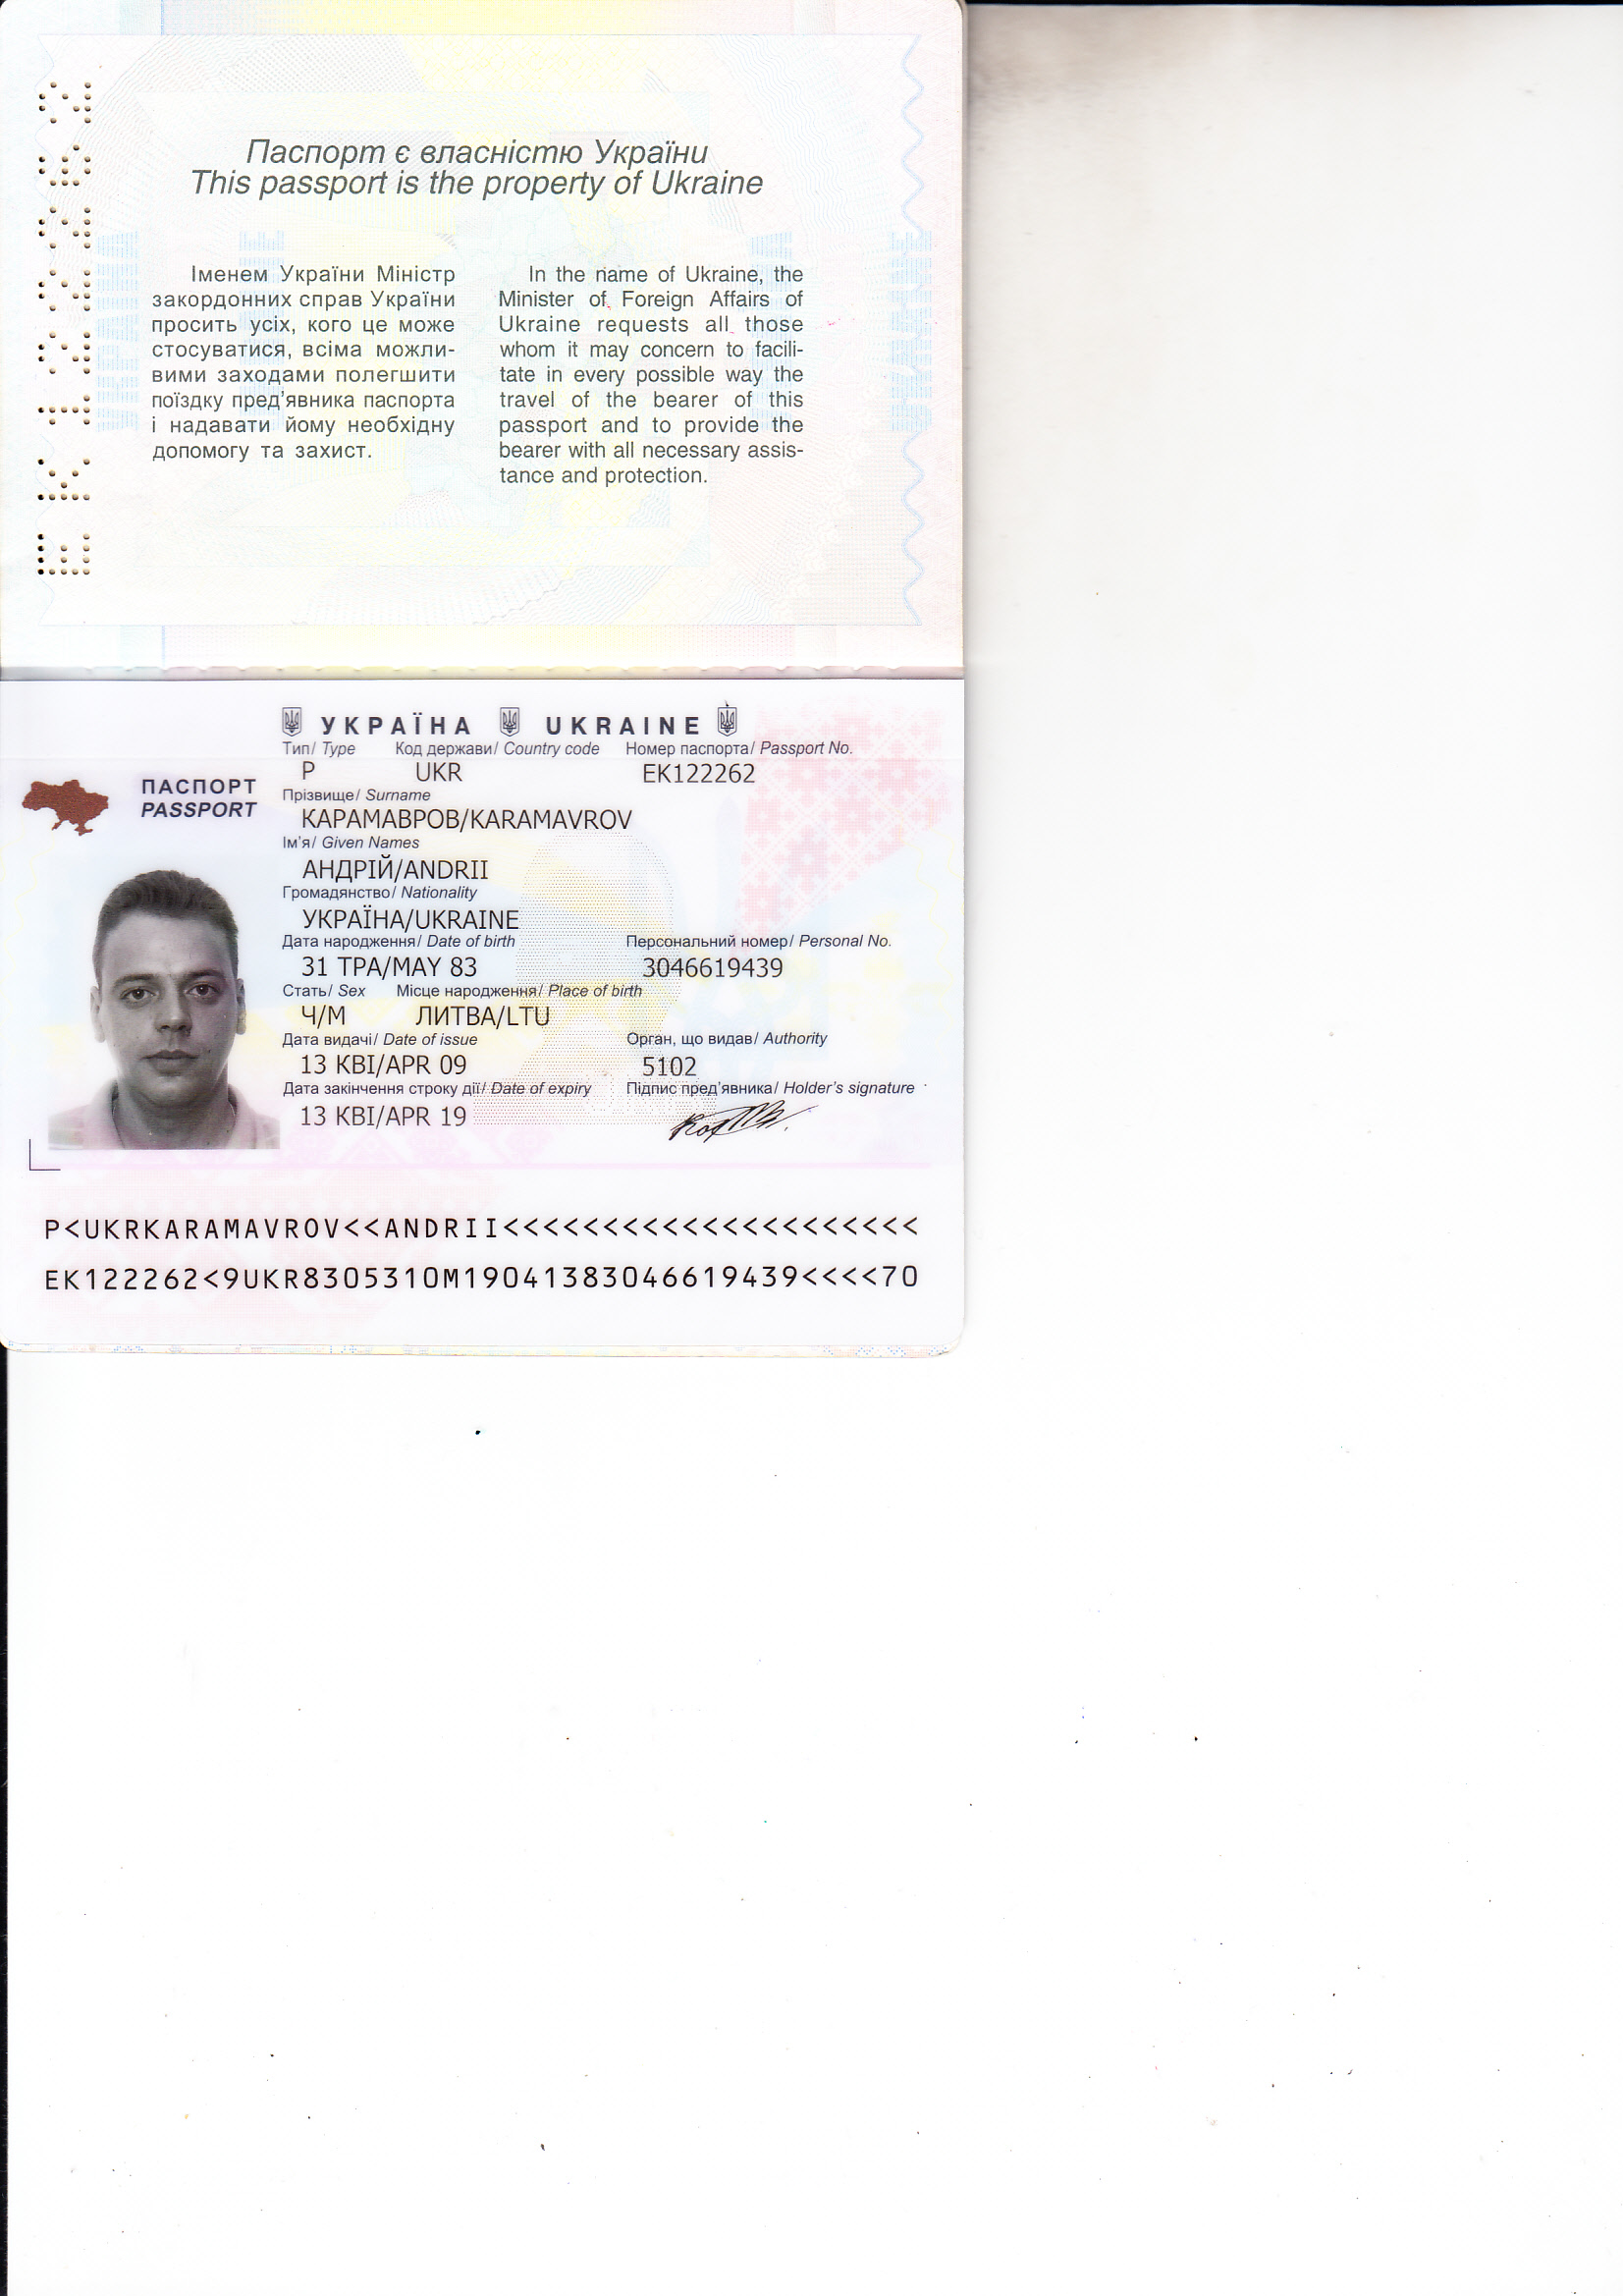 Паспорт є власністю України
This passport is the property of Ukraine
Іменем України Міністр
закордонних справ України
просить усіх, кого це може
стосуватися, всіма можли-
вими заходами полегшити
поїздку пред'явника паспорта
і надавати йому необхідну
допомогу та захист.
In the name of Ukraine, the
Minister of Foreign Affairs of
Ukraine requests all those
whom it may concern to facili-
tate in every possible way the
travel of the bearer of this
passport and to provide the
bearer with all necessary assis-
tance and protection.
EK122262
УКРАЇНА UKRAINE
ПАСПОРТ
PASSPORT
Тип/ Type Код держави/ Country code Номер паспорта/ Passport No.
P UKR EK122262
Прізвище/ Surname
КАРАМАВРОВ/KARAMAVROV
Ім'я/ Given Names
АНДРІЙ/ANDRII
Громадянство/ Nationality
УКРАЇНА/UKRAINE
Дата народження/ Date of birth Персональний номер/ Personal No.
31 ТРА/MAY 83 3046619439
Стать/ Sex Місце народження/ Place of birth
Ч/M ЛИТВА/LTU
Дата видачі/ Date of issue Орган, що видав/ Authority
13 КВІ/APR 09 5102
Дата закінчення строку дії/ Date of expiry Підпис пред'явника/ Holder's signature
13 КВІ/APR 19
P<UKRKARAMAVROV<<ANDRII<<<<<<<<<<<<<<<<<<<<<
EK122262<9UKR8305310M19041383046619439<<<<70